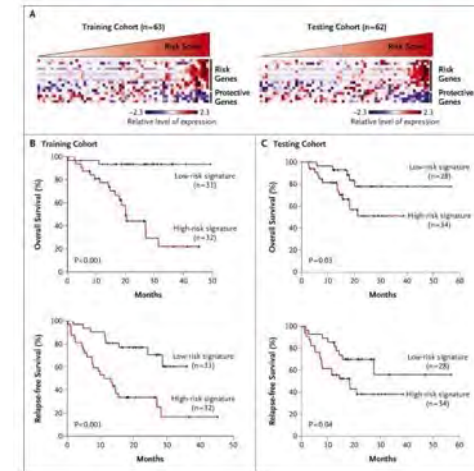 A
Training Cohort (n=63)
Testing Cohort (n=62)
Risk Score
Risk Score
Risk
Genes
Protective
Genes
Risk
Genes
Protective
Genes
-2.3 2.3
Relative level of expression
-2.3 2.3
Relative level of expression
B Training Cohort
Overall Survival (%)
100
80
60
40
20
0
Low-risk signature
High-risk signature
(n=32)
P<0.001
0 10 20 30 40 50
Months
Relapse-free Survival (%)
100
80
60
40
20
0
Low-risk signature
High-risk signature
(n=32)
P<0.001
0 10 20 30 40 50
Months
C Testing Cohort
Overall Survival (%)
100
80
60
40
20
0
Low-risk signature
(n=28)
High-risk signature
(n=34)
P=0.03
0 10 20 30 40 50 60
Months
Relapse-free Survival (%)
100
80
60
40
20
0
Low-risk signature
(n=28)
High-risk signature
(n=34)
P=0.04
0 10 20 30 40 50 60
Months